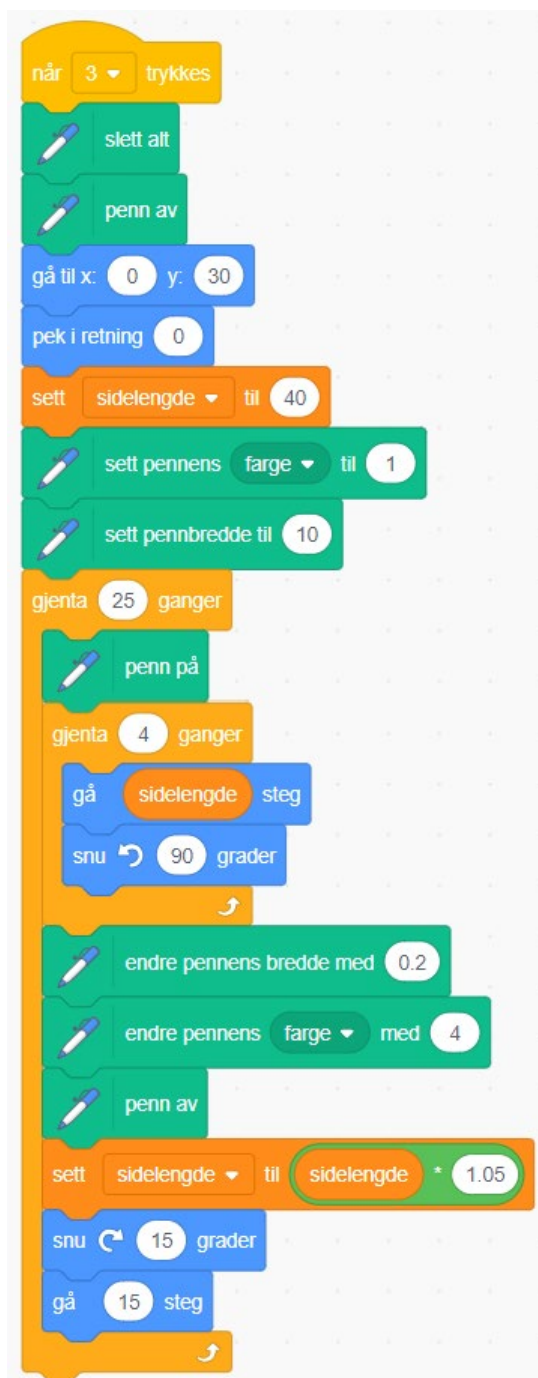 når 3 trykkes
slett alt
penn av
gå til x: 0 y: 30
pek i retning 0
sett sidelengde til 40
sett pennens farge til 1
sett pennbredde til 10
gjenta 25 ganger
penn på
gjenta 4 ganger
gå sidelengde steg
snu 90 grader
endre pennens bredde med 0.2
endre pennens farge med 4
penn av
sett sidelengde til sidelengde * 1.05
snu 15 grader
gå 15 steg